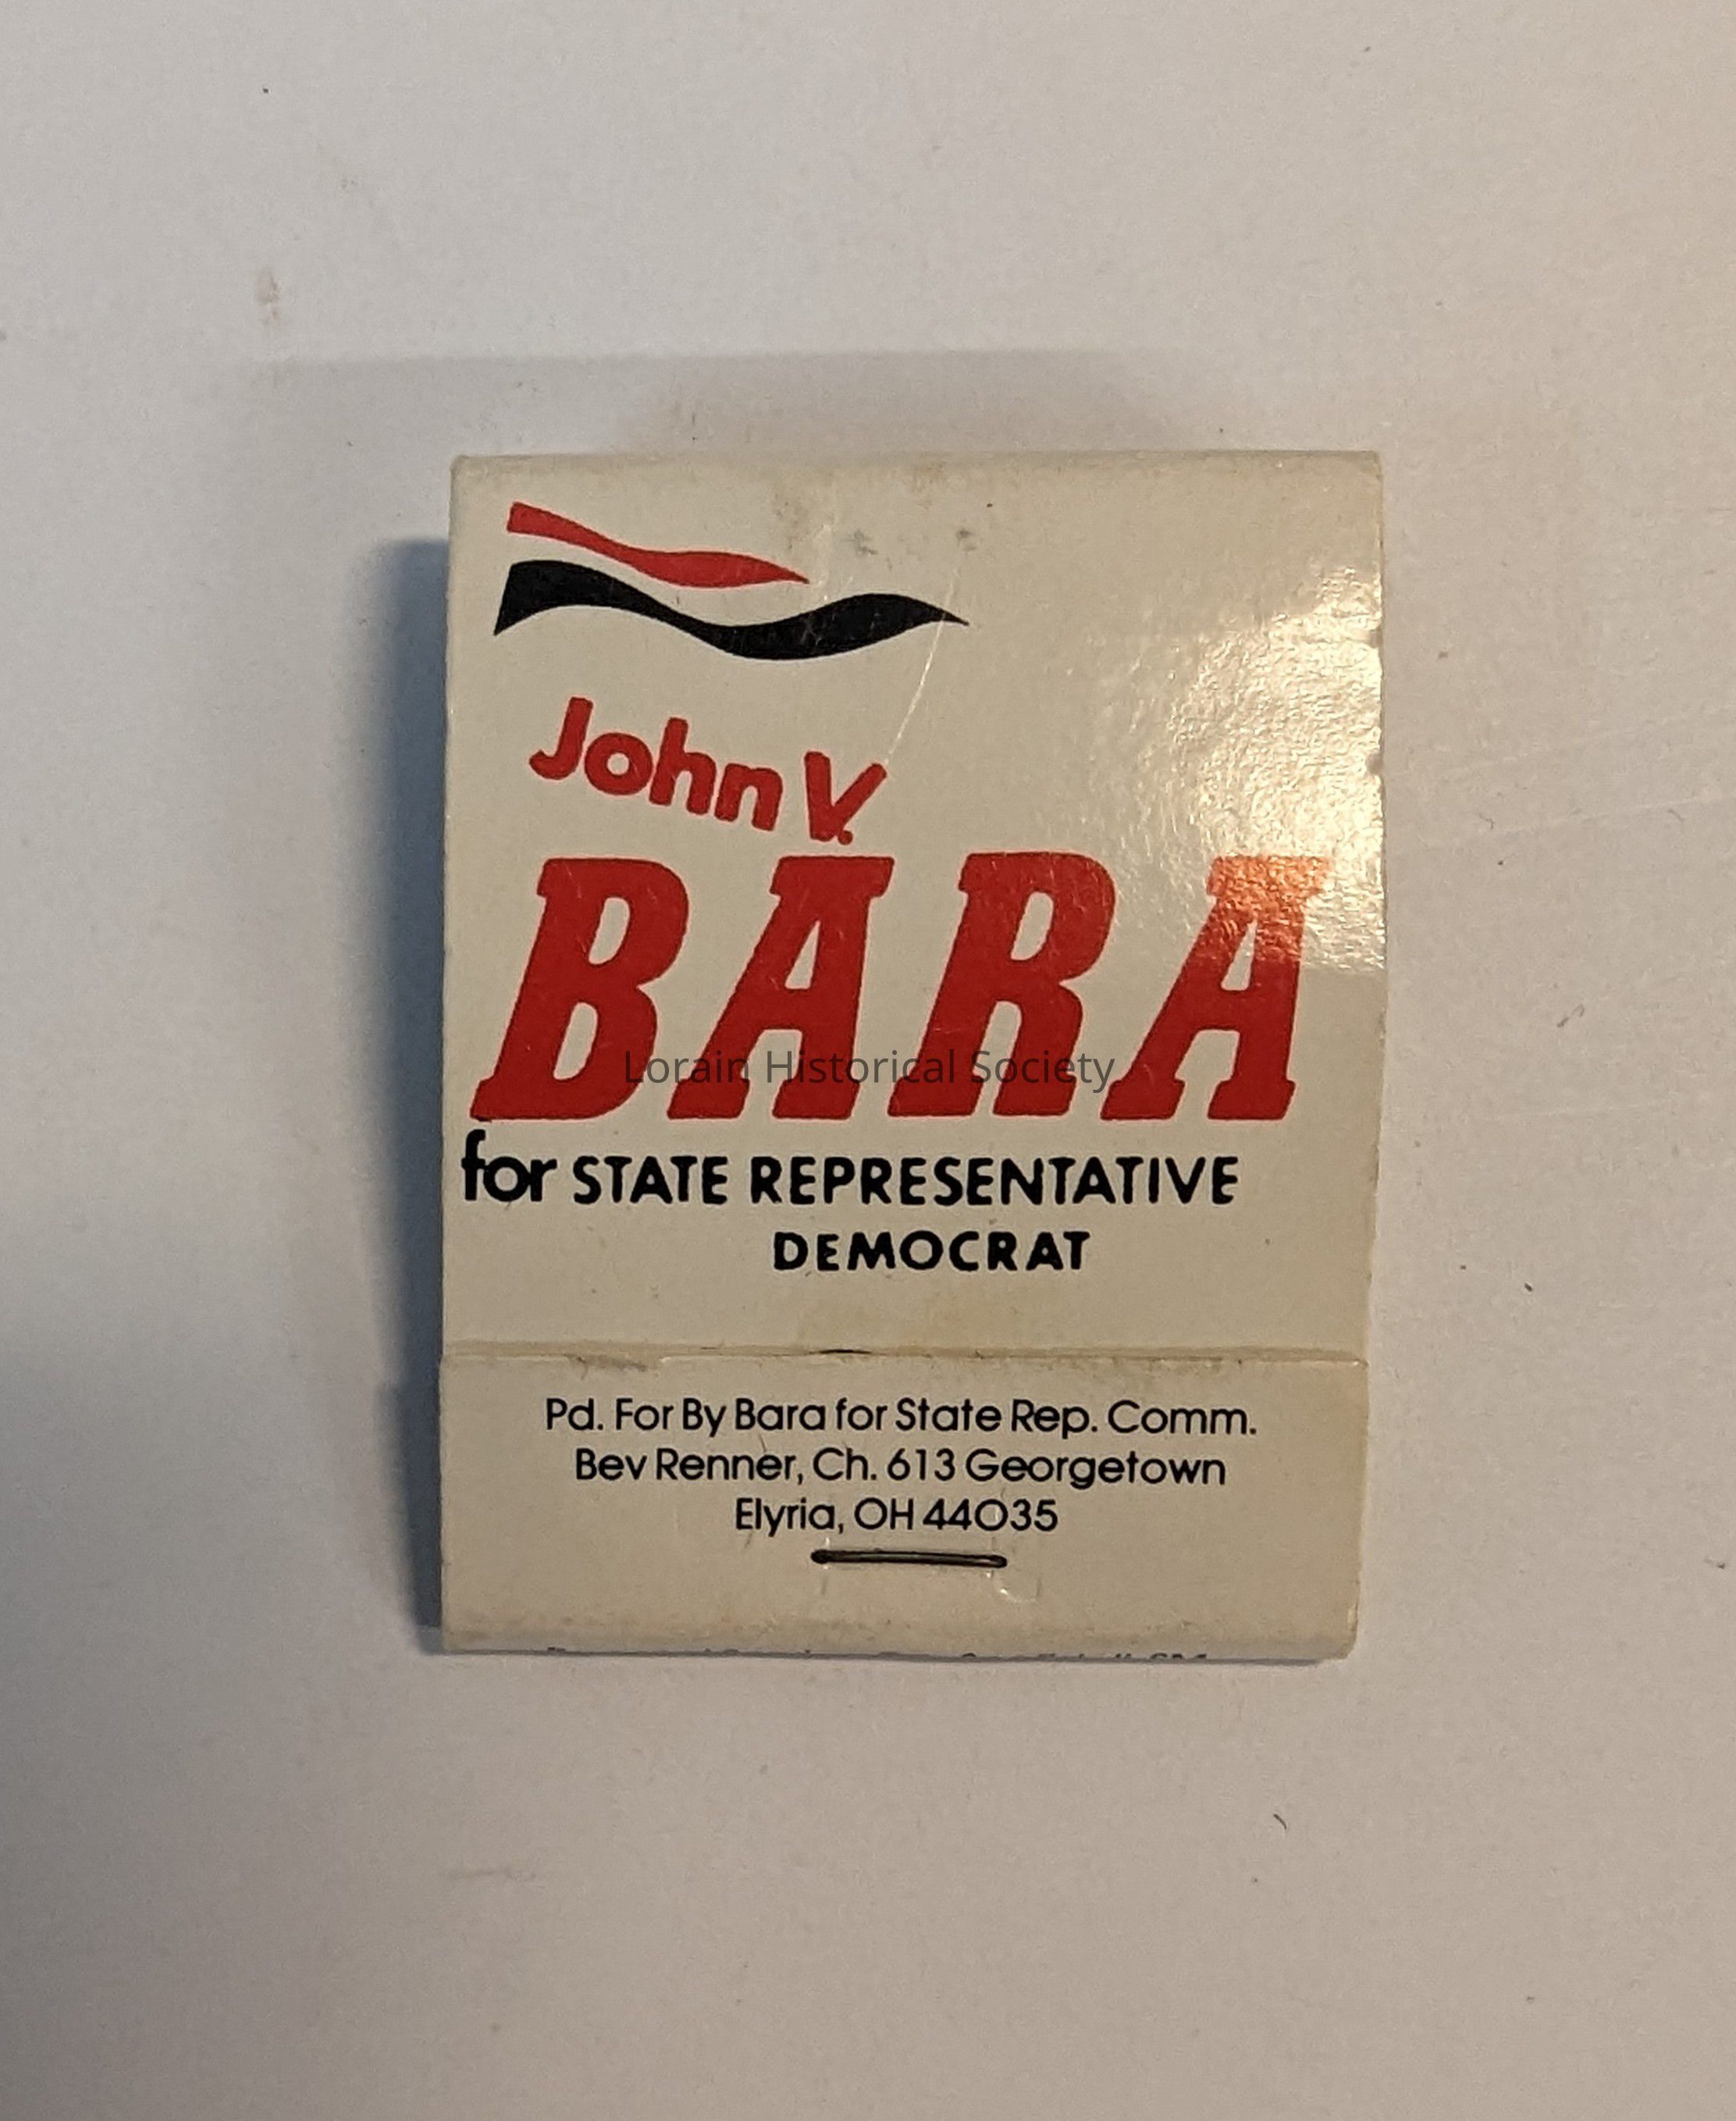 John V.
BARA
Lorain Historical Society
for STATE REPRESENTATIVE
DEMOCRAT
Pd. For By Bara for State Rep. Comm.
Bev Renner, Ch. 613 Georgetown
Elyria, OH 44035